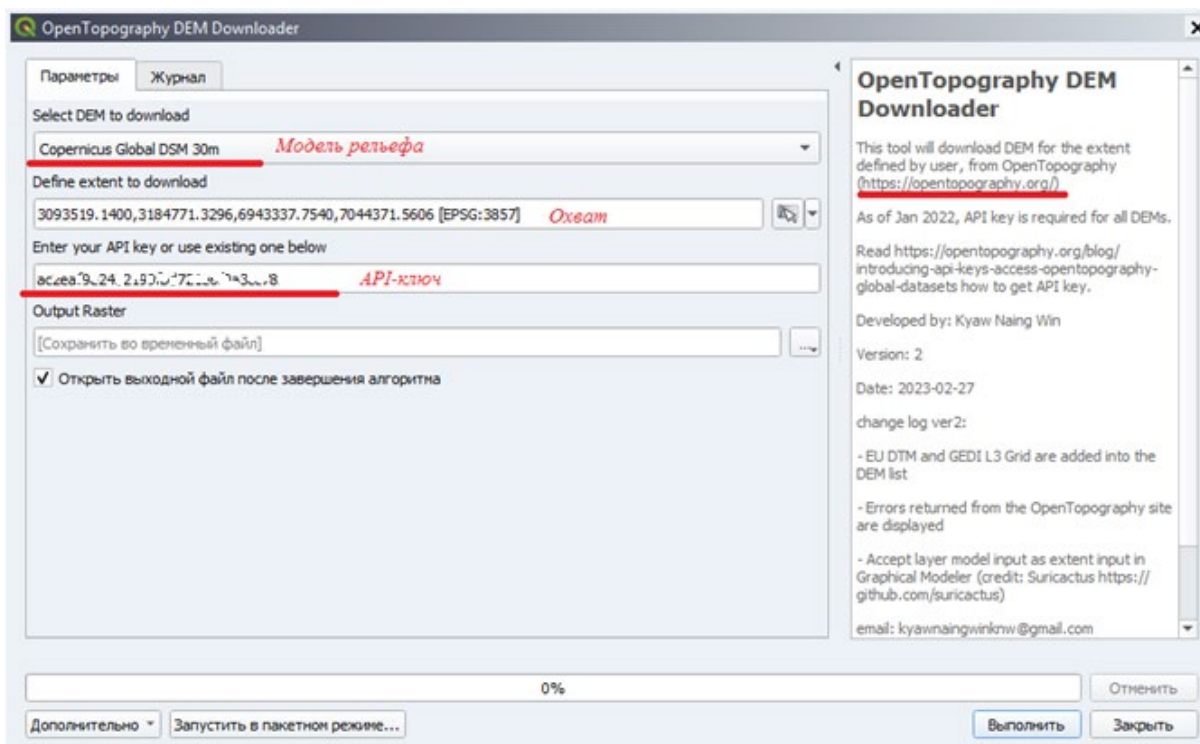 OpenTopography DEM Downloader
Параметры
Журнал
Select DEM to download
Copernicus Global DSM 30m
Модель рельефа
Define extent to download
3093519.1400,3184771.3296,6943337.7540,7044371.5606 [EPSG:3857]
Охват
Enter your API key or use existing one below
API-ключ
Output Raster
[Сохранить во временный файл]
...
Открыть выходной файл после завершения алгоритма
OpenTopography DEM
Downloader
This tool will download DEM for the extent
defined by user, from OpenTopography
(https://opentopography.org/)
As of Jan 2022, API key is required for all DEMs.
Read https://opentopography.org/blog/
introducing-api-keys-access-opentopography-
global-datasets how to get API key.
Developed by: Kyaw Naing Win
Version: 2
Date: 2023-02-27
change log ver2:
- EU DTM and GEDI L3 Grid are added into the
DEM list
- Errors returned from the OpenTopography site
are displayed
- Accept layer model input as extent input in
Graphical Modeler (credit: Suricactus https://
github.com/suricactus)
email: kyawnaingwinknw@gmail.com
0%
Отменить
Дополнительно
Запустить в пакетном режиме...
Выполнить
Закрыть